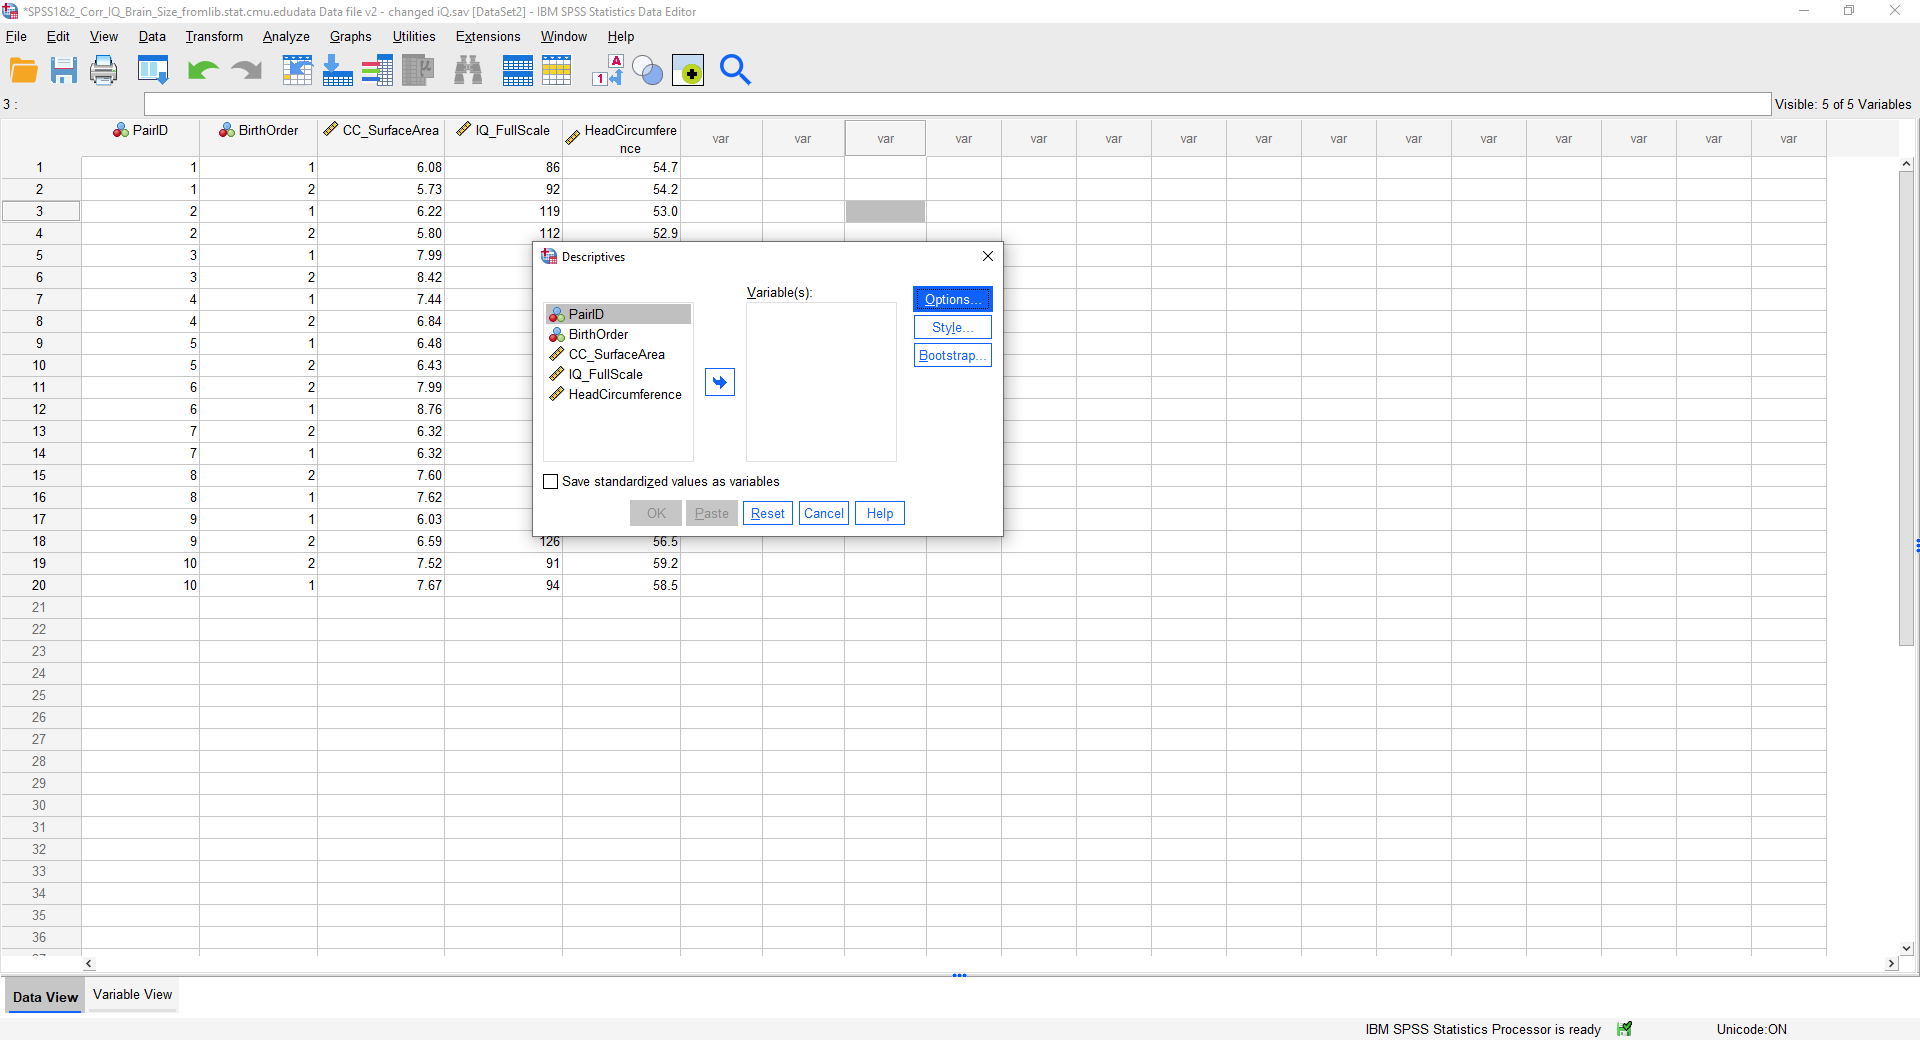 *SPSS1&2_Corr_IQ_Brain_Size_fromlib.stat.cmu.edudata Data file v2 - changed iQ.sav [DataSet2] - IBM SPSS Statistics Data Editor
File Edit View Data Transform Analyze Graphs Utilities Extensions Window Help
3 :
Visible: 5 of 5 Variables
PairID BirthOrder CC_SurfaceArea IQ_FullScale HeadCircumfere var var var var var var var var var var var var var var
nce
1 1 1 6.08 86 54.7
2 1 2 5.73 92 54.2
3 2 1 6.22 119 53.0
4 2 2 5.80 112 52.9
5 3 1 7.99
6 3 2 8.42
7 4 1 7.44
8 4 2 6.84
9 5 1 6.48
10 5 2 6.43
11 6 2 7.99
12 6 1 8.76
13 7 2 6.32
14 7 1 6.32
15 8 2 7.60
16 8 1 7.62
17 9 1 6.03
18 9 2 6.59 126 56.5
19 10 2 7.52 91 59.2
20 10 1 7.67 94 58.5
21
22
23
24
25
26
27
28
29
30
31
32
33
34
35
36
Descriptives
Variable(s):
PairID
BirthOrder
CC_SurfaceArea
IQ_FullScale
HeadCircumference
Options...
Style...
Bootstrap...
Save standardized values as variables
OK Paste Reset Cancel Help
Data View Variable View
IBM SPSS Statistics Processor is ready Unicode:ON